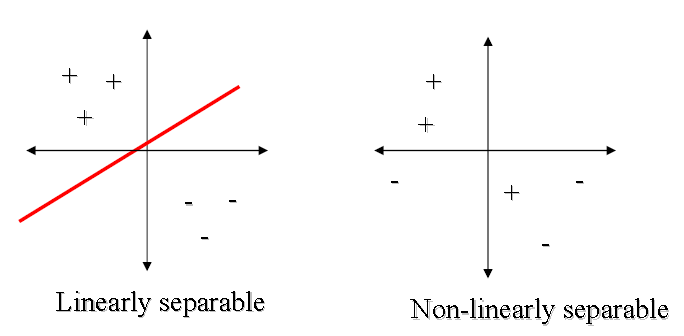 + +
+
- -
-
Linearly separable
+
+
- + -
-
Non-linearly separable